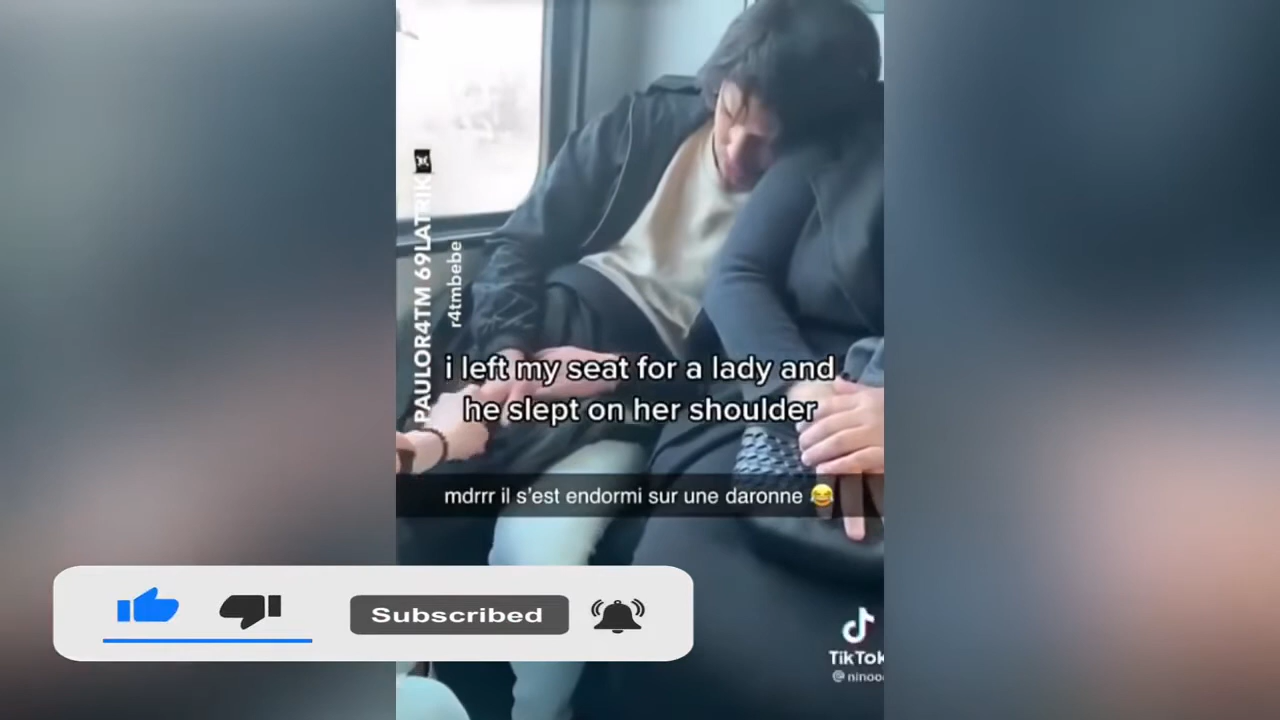 PAULOR4TM 69LATRIK
r4tmbebe
i left my seat for a lady and
he slept on her shoulder
mdrrr il s'est endormi sur une daronne 😂
Subscribed
TikTok
@ninoo